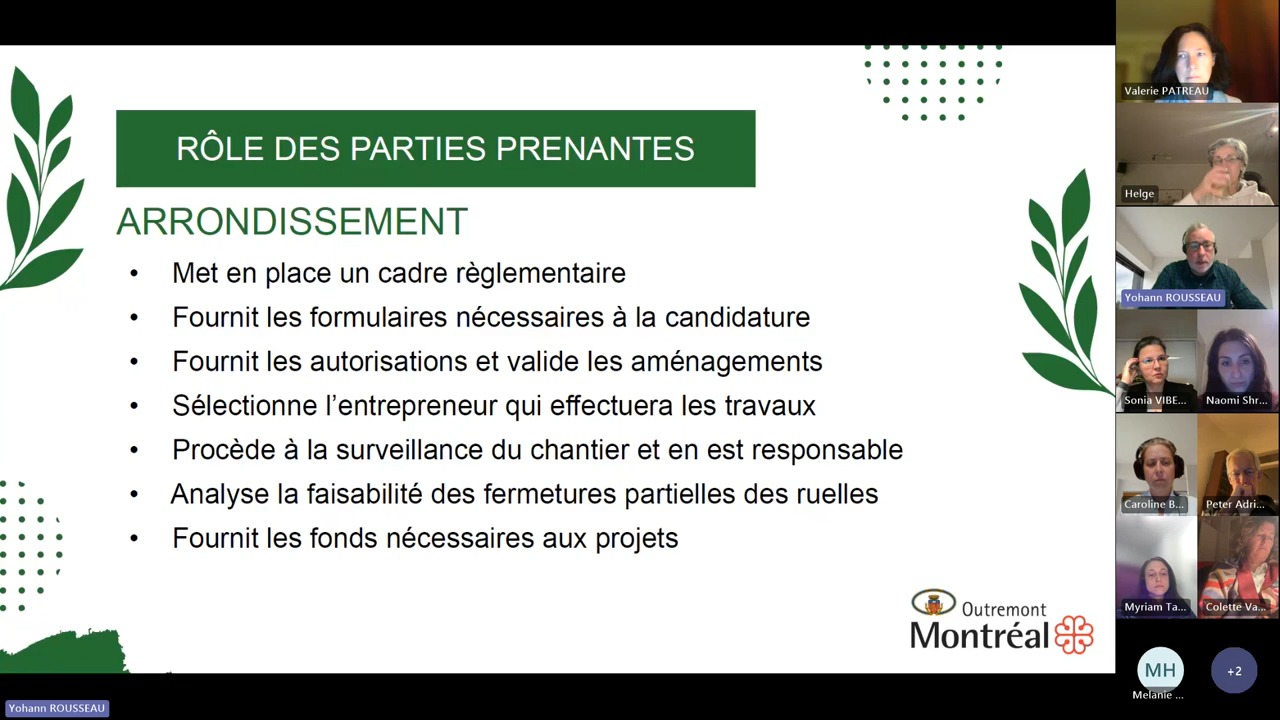 RÔLE DES PARTIES PRENANTES
ARRONDISSEMENT
• Met en place un cadre règlementaire
• Fournit les formulaires nécessaires à la candidature
• Fournit les autorisations et valide les aménagements
• Sélectionne l’entrepreneur qui effectuera les travaux
• Procède à la surveillance du chantier et en est responsable
• Analyse la faisabilité des fermetures partielles des ruelles
• Fournit les fonds nécessaires aux projets
Outremont
Montréal
Yohann ROUSSEAU
Valerie PATREAU
Helge
Yohann ROUSSEAU
Sonia VIBE...
Naomi Shr...
Caroline B...
Peter Adri...
Myriam Ta...
Colette Va...
MH
Melanie ...
+2